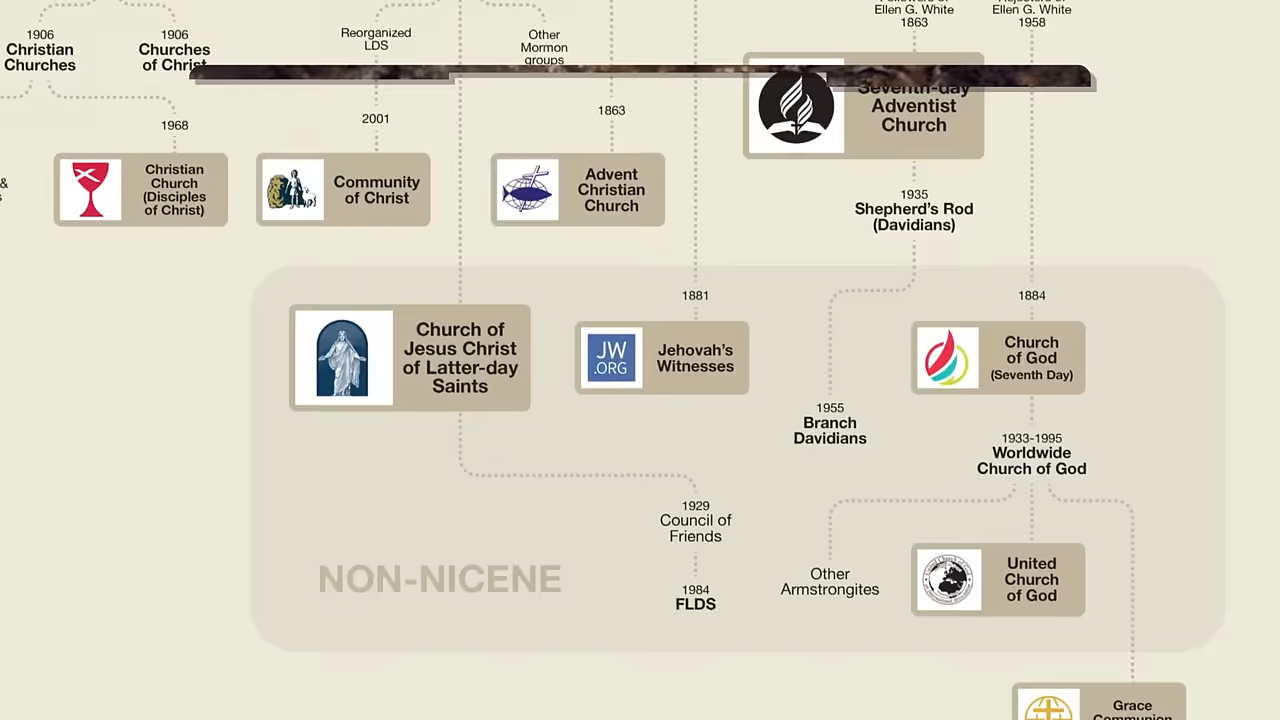 Ellen G. White
1863
Ellen G. White
1958
1906
Christian
Churches
1906
Churches
of Christ
Reorganized
LDS
Other
Mormon
groups
&
1968
Christian
Church
(Disciples
of Christ)
2001
Community
of Christ
1863
Advent
Christian
Church
Seventh-day
Adventist
Church
1935
Shepherd's Rod
(Davidians)
Church of
Jesus Christ
of Latter-day
Saints
1881
JW
.ORG
Jehovah's
Witnesses
1884
Church
of God
(Seventh Day)
1955
Branch
Davidians
1933-1995
Worldwide
Church of God
1929
Council of
Friends
1984
FLDS
Other
Armstrongites
United
Church
of God
NON-NICENE
Grace
Communion